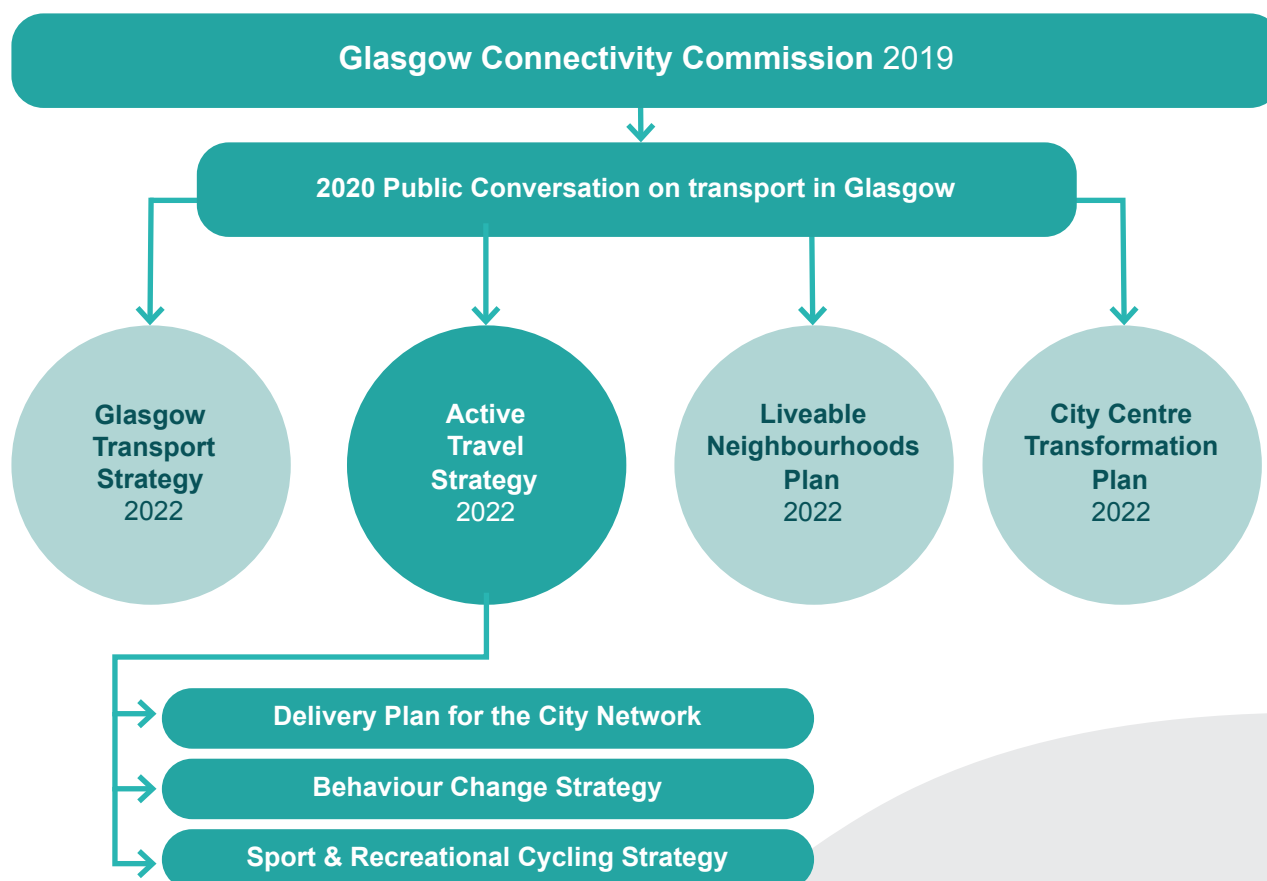 Glasgow Connectivity Commission 2019
2020 Public Conversation on transport in Glasgow
Glasgow
Transport
Strategy
2022
Active
Travel
Strategy
2022
Liveable
Neighbourhoods
Plan
2022
City Centre
Transformation
Plan
2022
Delivery Plan for the City Network
Behaviour Change Strategy
Sport & Recreational Cycling Strategy